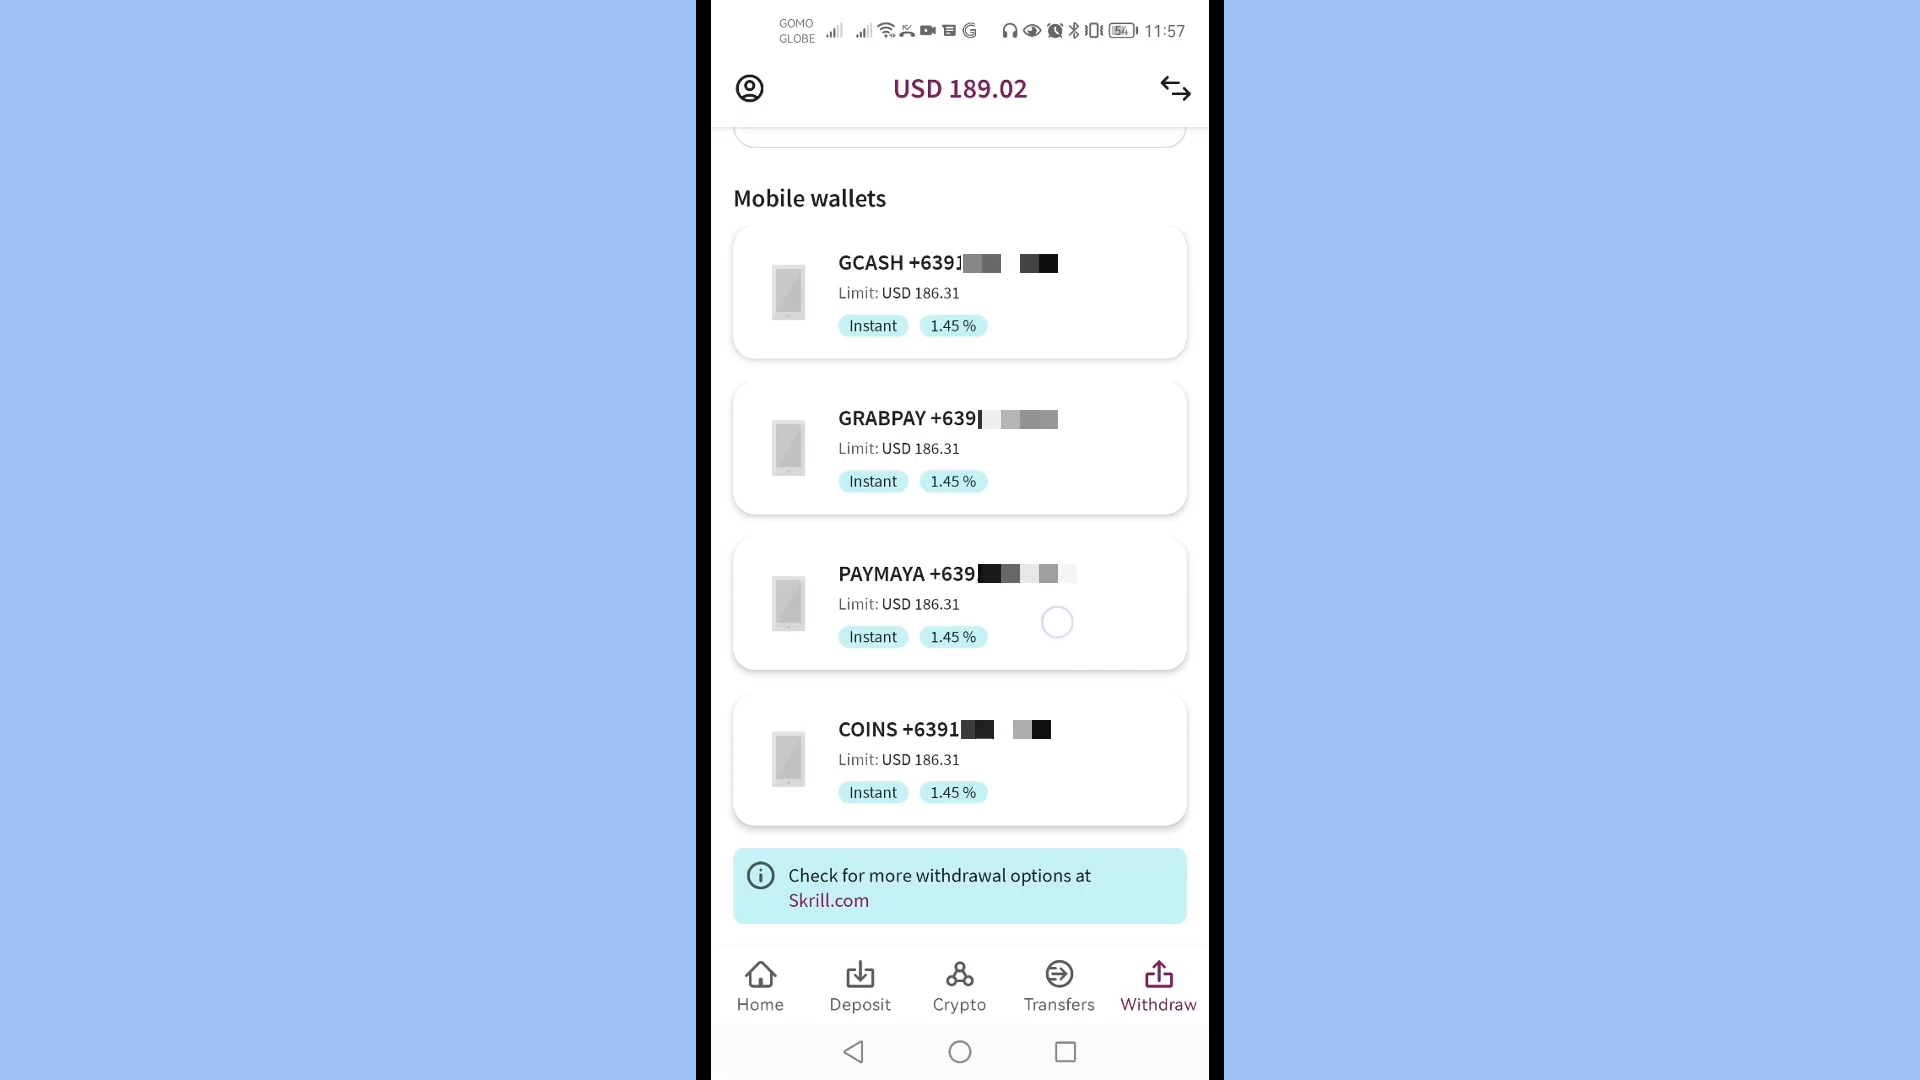 GOMO
GLOBE
54 11:57
USD 189.02
Mobile wallets
GCASH +6391
Limit: USD 186.31
Instant 1.45 %
GRABPAY +639
Limit: USD 186.31
Instant 1.45 %
PAYMAYA +639
Limit: USD 186.31
Instant 1.45 %
COINS +6391
Limit: USD 186.31
Instant 1.45 %
Check for more withdrawal options at
Skrill.com
Home Deposit Crypto Transfers Withdraw